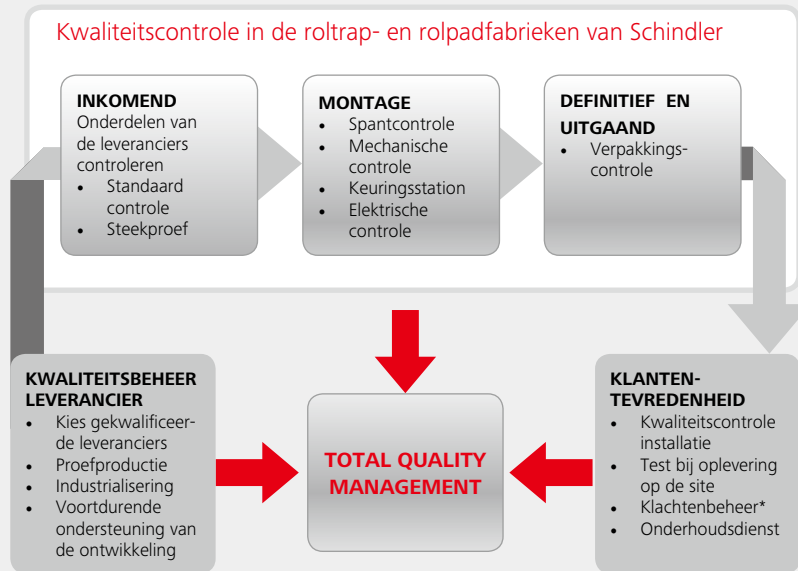 Kwaliteitscontrole in de roltrap- en rolpadfabrieken van Schindler
INKOMEND
Onderdelen van
de leveranciers
controleren
• Standaard
controle
• Steekproef
MONTAGE
• Spantcontrole
• Mechanische
controle
• Keuringsstation
• Elektrische
controle
DEFINITIEF EN
UITGAAND
• Verpakkings-
controle
KWALITEITSBEHEER
LEVERANCIER
• Kies gekwalificeer-
de leveranciers
• Proefproductie
• Industrialisering
• Voortdurende
ondersteuning van
de ontwikkeling
TOTAL QUALITY
MANAGEMENT
KLANTEN-
TEVREDENHEID
• Kwaliteitscontrole
installatie
• Test bij oplevering
op de site
• Klachtenbeheer*
• Onderhoudsdienst